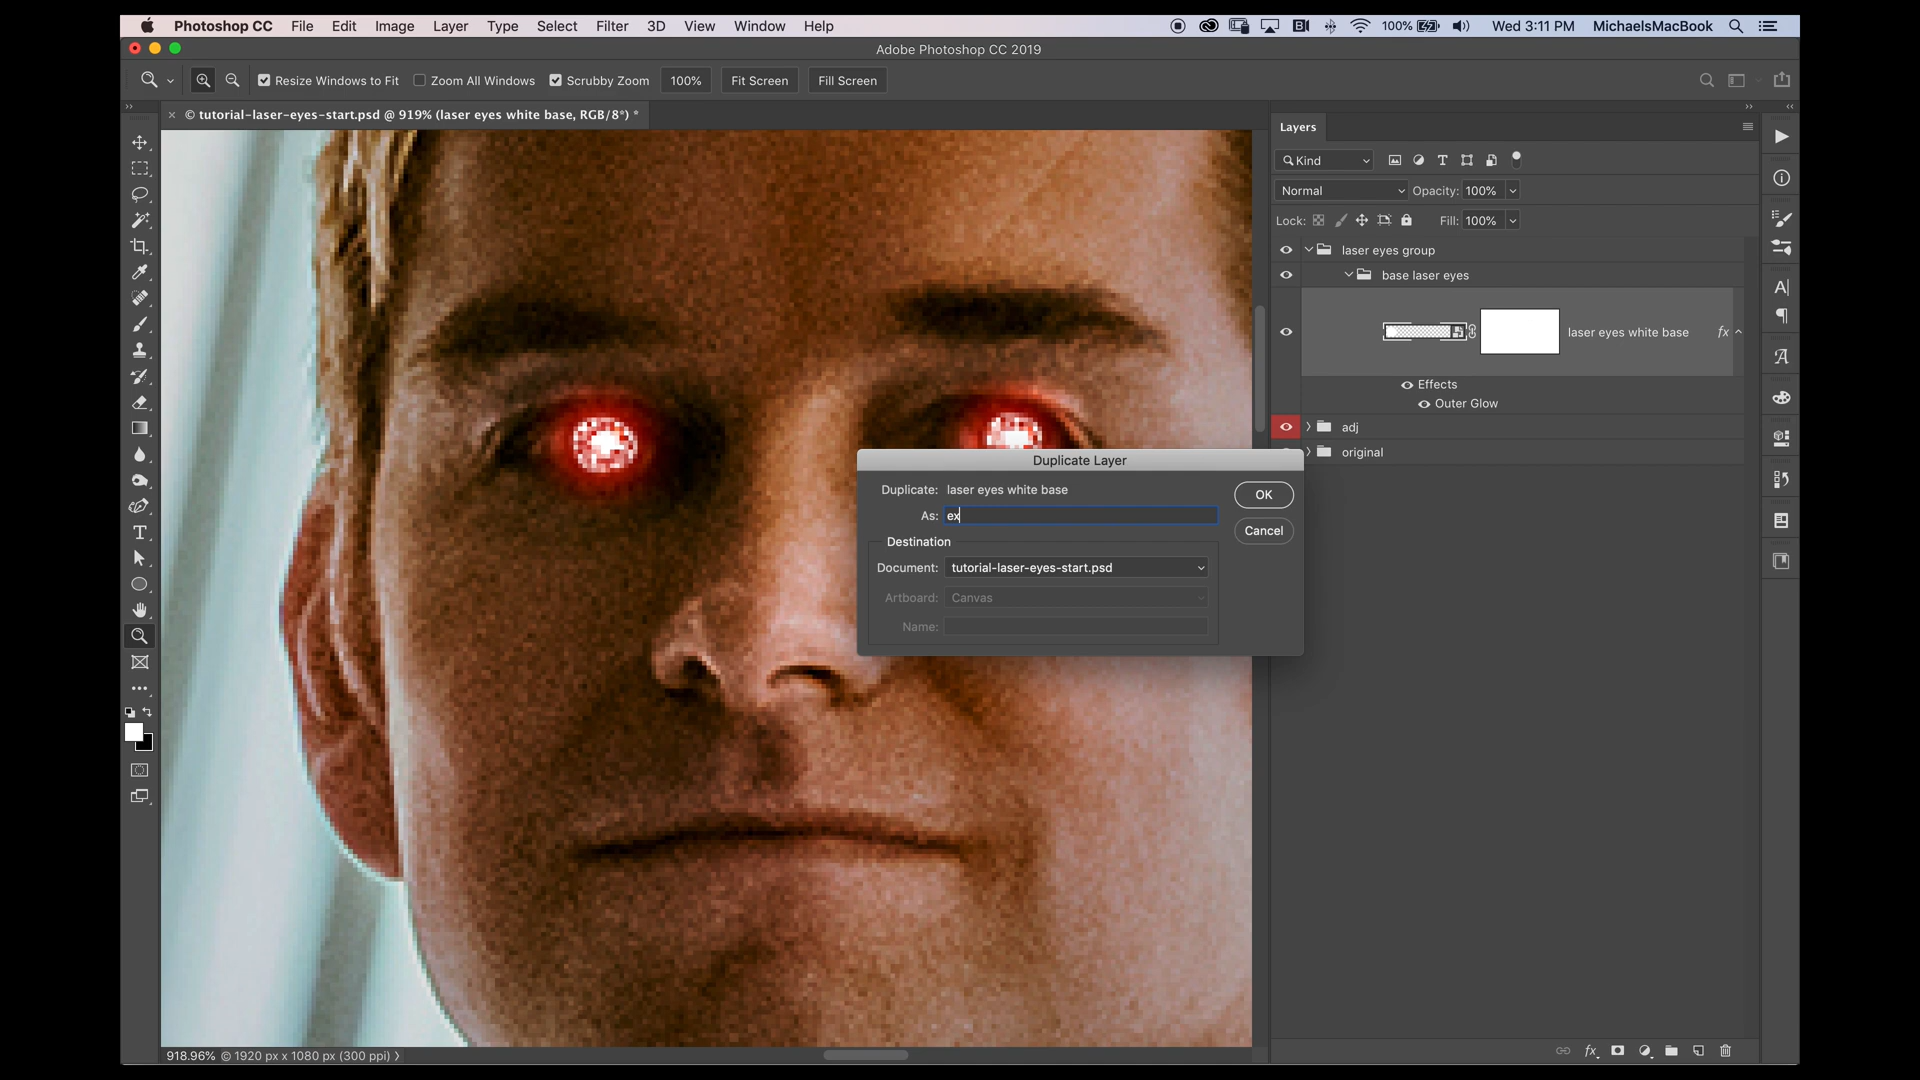 Photoshop CC File Edit Image Layer Type Select Filter 3D View Window Help 100% Wed 3:11 PM MichaelsMacBook
Adobe Photoshop CC 2019
Resize Windows to Fit Zoom All Windows Scrubby Zoom 100% Fit Screen Fill Screen
× © tutorial-laser-eyes-start.psd @ 919% (laser eyes white base, RGB/8*) *
Layers
Kind
Normal Opacity: 100%
Lock: Fill: 100%
laser eyes group
base laser eyes
laser eyes white base fx
Effects
Outer Glow
adj
original
Duplicate Layer
Duplicate: laser eyes white base
OK
As: ex
Cancel
Destination
Document: tutorial-laser-eyes-start.psd
Artboard: Canvas
Name:
918.96% © 1920 px x 1080 px (300 ppi)